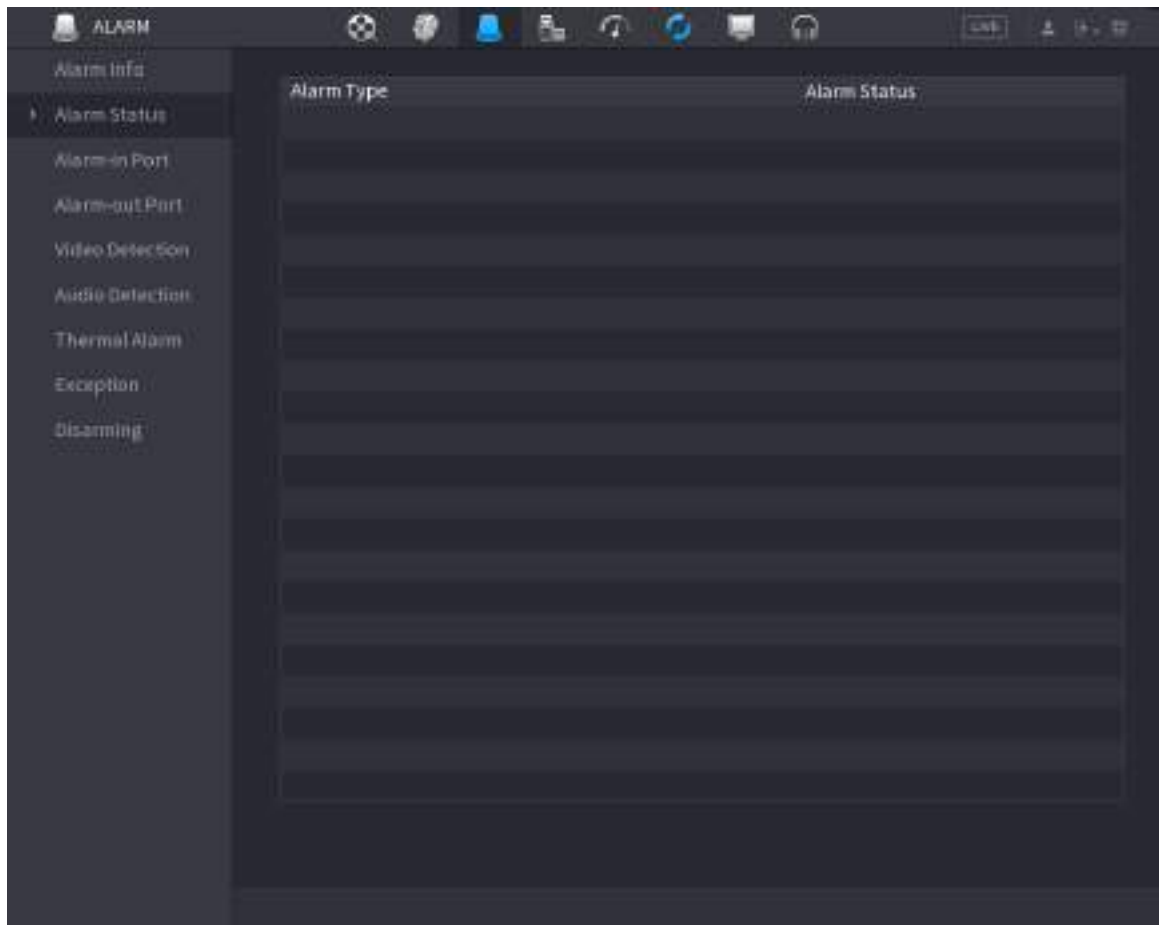 ALARM
LIVE
Alarm Info
Alarm Type
Alarm Status
Alarm Status
Alarm-in Port
Alarm-out Port
Video Detection
Audio Detection
Thermal Alarm
Exception
Disarming